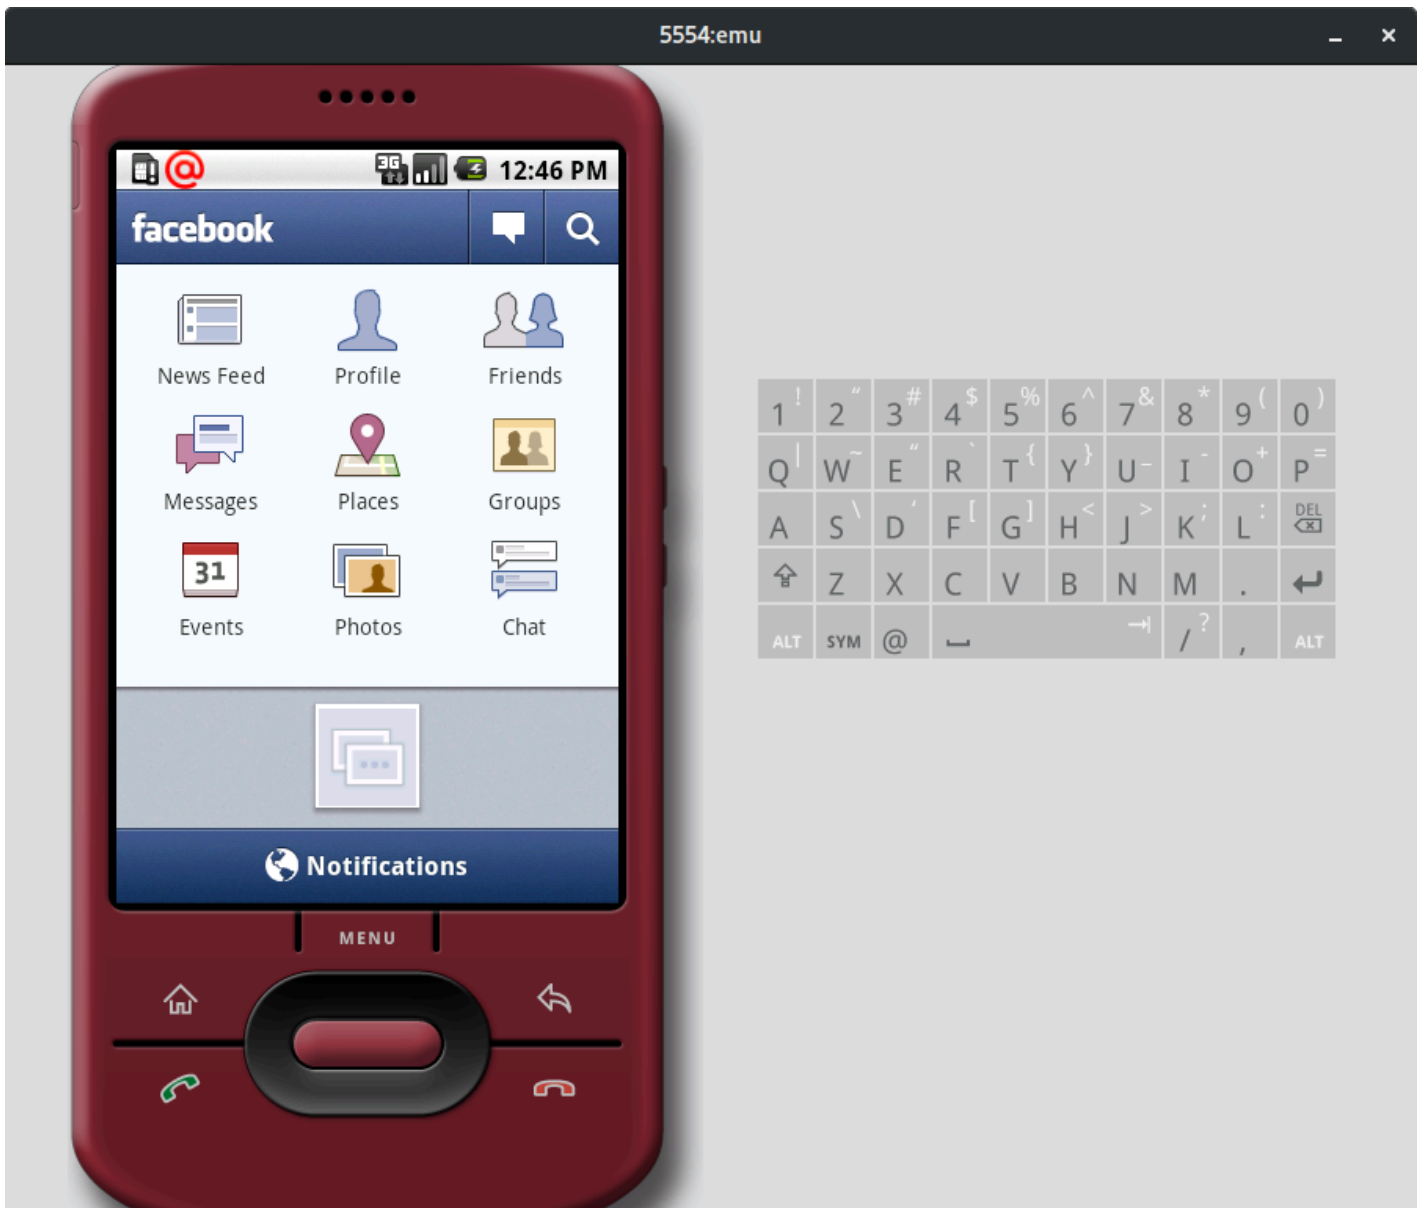 5554:emu
@ 3G 12:46 PM
facebook
News Feed Profile Friends
Messages Places Groups
31
Events Photos Chat
Notifications
MENU
1 ! 2 “ 3 # 4 $ 5 % 6 ^ 7 & 8 * 9 ( 0 )
Q | W ~ E “ R ` T { Y } U _ I - O + P =
A S \ D ‘ F [ G ] H < J > K ; L : DEL
Z X C V B N M .
ALT SYM @ / ? , ALT